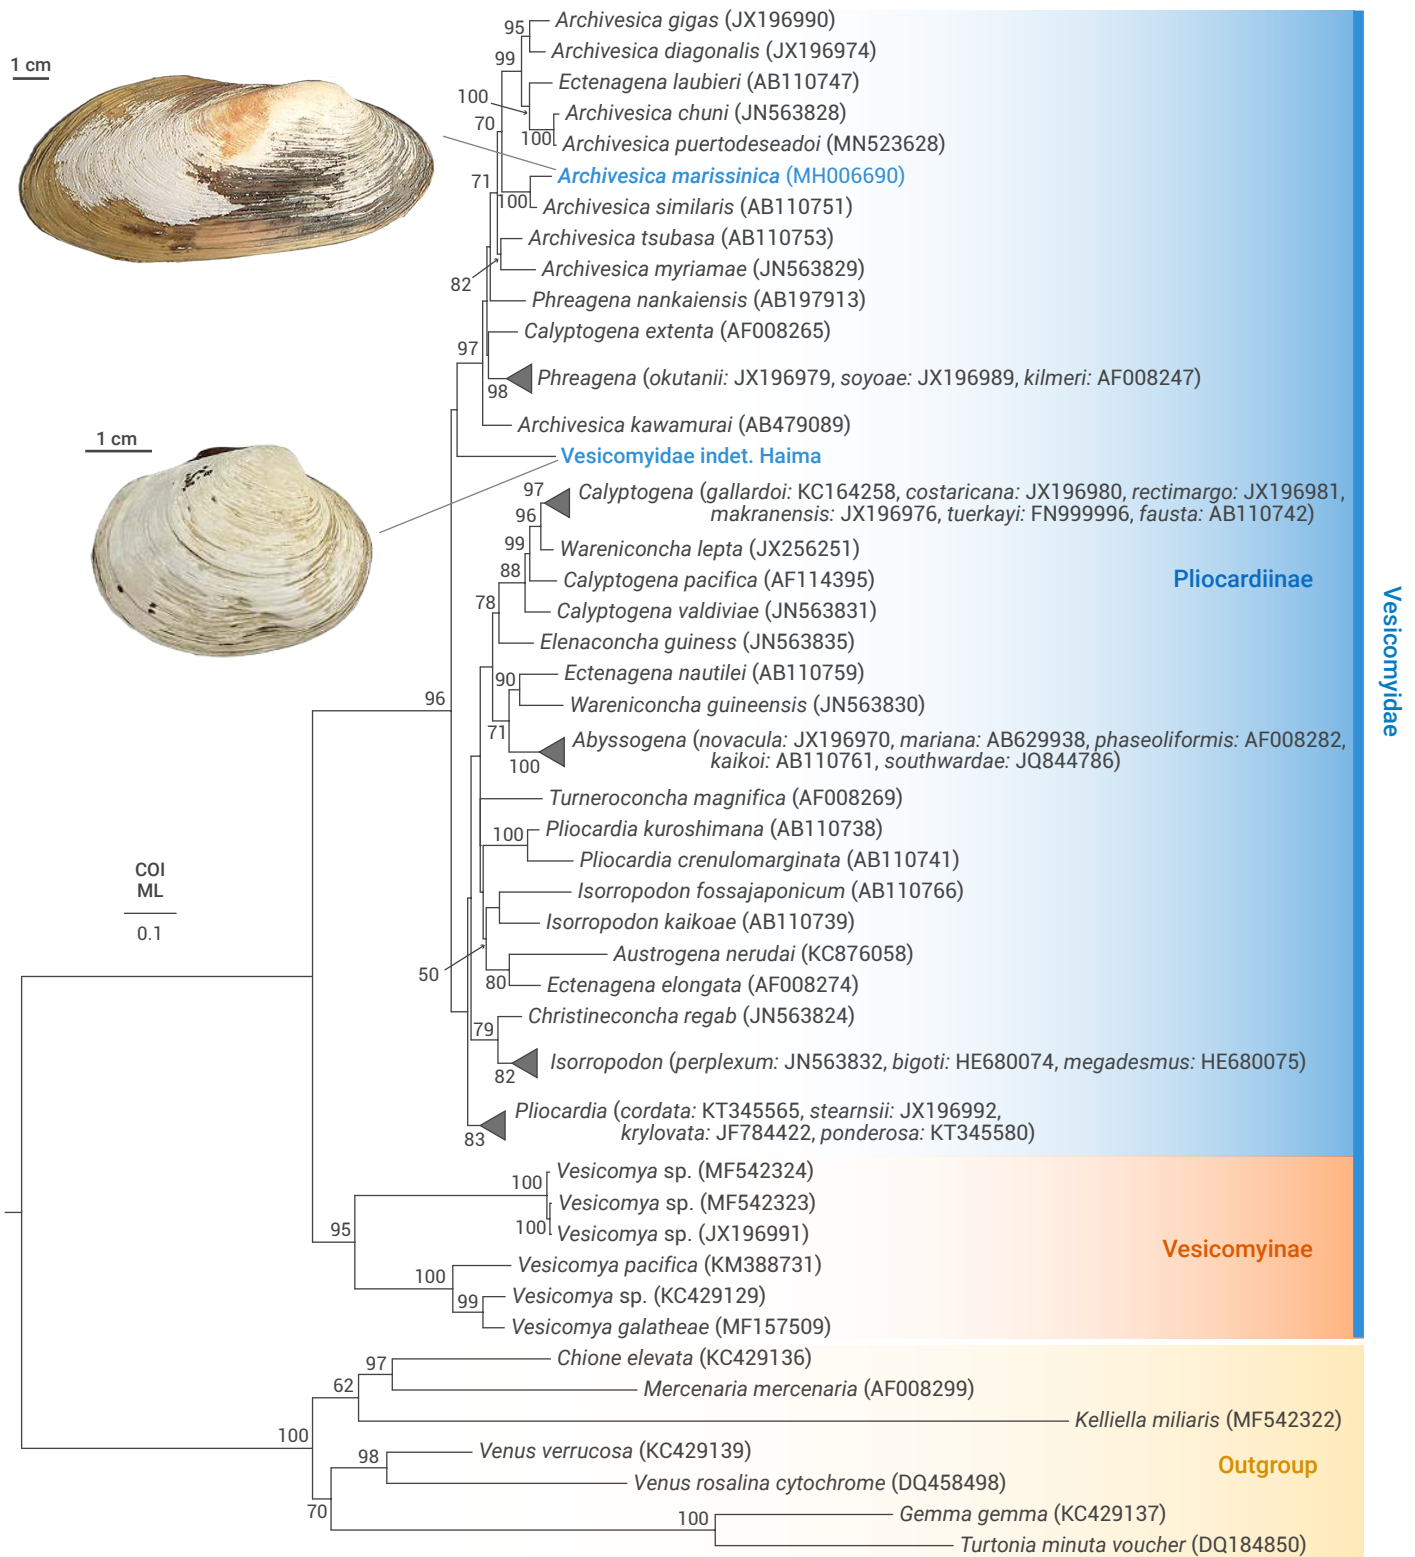 95
Archivesica gigas (JX196990)
Archivesica diagonalis (JX196974)
99
1 cm
Ectenagena laubieri (AB110747)
100
Archivesica chuni (JN563828)
70
100
Archivesica puertodeseadoi (MN523628)
Archivesica marissinica (MH006690)
71
100
Archivesica similaris (AB110751)
Archivesica tsubasa (AB110753)
Archivesica myriamae (JN563829)
82
Phreagena nankaiensis (AB197913)
Calyptogena extenta (AF008265)
97
Phreagena (okutanii: JX196979, soyoae: JX196989, kilmeri: AF008247)
98
Archivesica kawamurai (AB479089)
1 cm
Vesicomyidae indet. Haima
97
Calyptogena (gallardoi: KC164258, costaricana: JX196980, rectimargo: JX196981,
makranensis: JX196976, tuerkayi: FN999996, fausta: AB110742)
96
99
Wareniconcha lepta (JX256251)
88
Calyptogena pacifica (AF114395)
Pliocardiinae
78
Calyptogena valdiviae (JN563831)
Elenaconcha guiness (JN563835)
Vesicomyidae
90
Ectenagena nautilei (AB110759)
96
Wareniconcha guineensis (JN563830)
71
Abyssogena (novacula: JX196970, mariana: AB629938, phaseoliformis: AF008282,
kaikoi: AB110761, southwardae: JQ844786)
100
Turneroconcha magnifica (AF008269)
100
Pliocardia kuroshimana (AB110738)
Pliocardia crenulomarginata (AB110741)
COI
ML
0.1
Isorropodon fossajaponicum (AB110766)
Isorropodon kaikoae (AB110739)
Austrogena nerudai (KC876058)
50
80
Ectenagena elongata (AF008274)
Christineconcha regab (JN563824)
79
Isorropodon (perplexum: JN563832, bigoti: HE680074, megadesmus: HE680075)
82
Pliocardia (cordata: KT345565, stearnsii: JX196992,
krylovata: JF784422, ponderosa: KT345580)
83
Vesicomya sp. (MF542324)
100
Vesicomya sp. (MF542323)
100
Vesicomya sp. (JX196991)
95
Vesicomyinae
Vesicomya pacifica (KM388731)
100
Vesicomya sp. (KC429129)
99
Vesicomya galatheae (MF157509)
Chione elevata (KC429136)
97
62
Mercenaria mercenaria (AF008299)
Kelliella miliaris (MF542322)
100
Venus verrucosa (KC429139)
98
Outgroup
Venus rosalina cytochrome (DQ458498)
70
Gemma gemma (KC429137)
100
Turtonia minuta voucher (DQ184850)